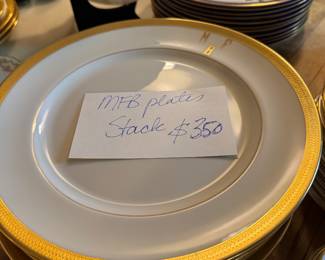 MFB plates
Stack $350